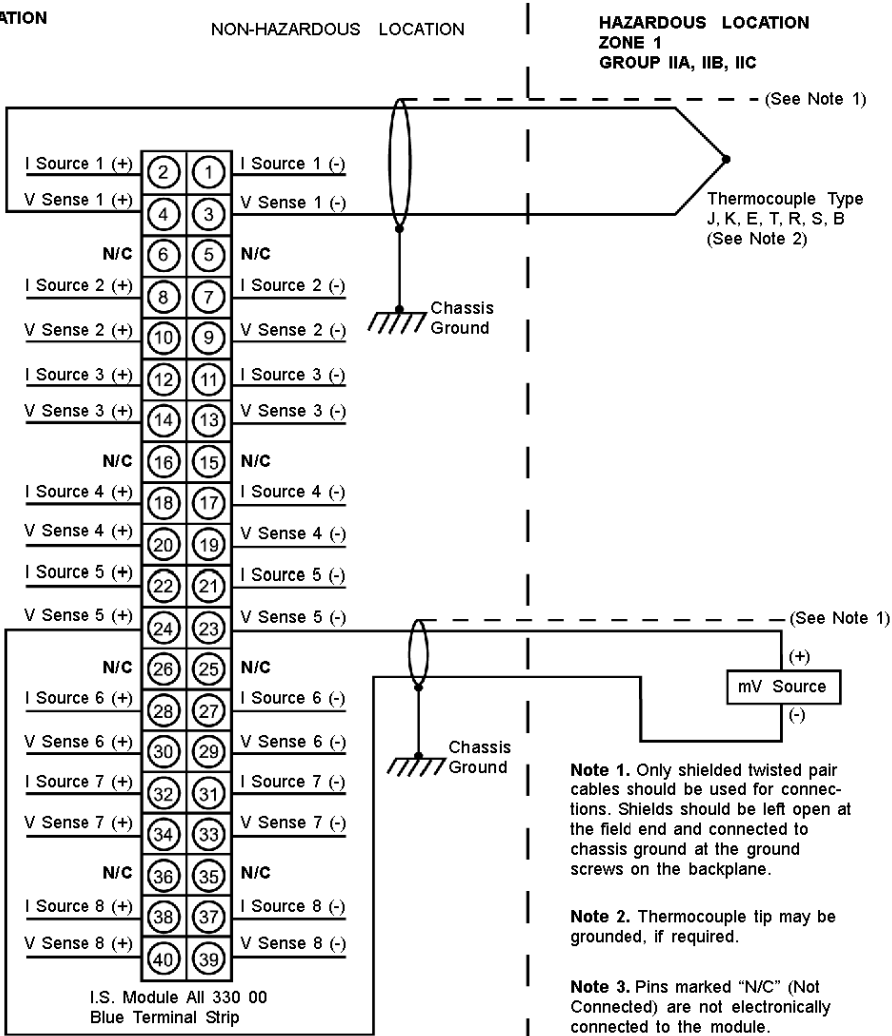 ATION
NON-HAZARDOUS LOCATION
HAZARDOUS LOCATION
ZONE 1
GROUP IIA, IIB, IIC
(See Note 1)
I Source 1 (+) 2 1 I Source 1 (-)
V Sense 1 (+) 4 3 V Sense 1 (-)
Thermocouple Type
J, K, E, T, R, S, B
(See Note 2)
N/C 6 5 N/C
I Source 2 (+) 8 7 I Source 2 (-)
Chassis
Ground
V Sense 2 (+) 10 9 V Sense 2 (-)
I Source 3 (+) 12 11 I Source 3 (-)
V Sense 3 (+) 14 13 V Sense 3 (-)
N/C 16 15 N/C
I Source 4 (+) 18 17 I Source 4 (-)
V Sense 4 (+) 20 19 V Sense 4 (-)
I Source 5 (+) 22 21 I Source 5 (-)
V Sense 5 (+) 24 23 V Sense 5 (-)
(See Note 1)
N/C 26 25 N/C
(+)
mV Source
(-)
I Source 6 (+) 28 27 I Source 6 (-)
V Sense 6 (+) 30 29 V Sense 6 (-)
Chassis
Ground
I Source 7 (+) 32 31 I Source 7 (-)
V Sense 7 (+) 34 33 V Sense 7 (-)
N/C 36 35 N/C
I Source 8 (+) 38 37 I Source 8 (-)
V Sense 8 (+) 40 39 V Sense 8 (-)
I.S. Module AII 330 00
Blue Terminal Strip
Note 1. Only shielded twisted pair
cables should be used for connec-
tions. Shields should be left open at
the field end and connected to
chassis ground at the ground
screws on the backplane.
Note 2. Thermocouple tip may be
grounded, if required.
Note 3. Pins marked “N/C” (Not
Connected) are not electronically
connected to the module.